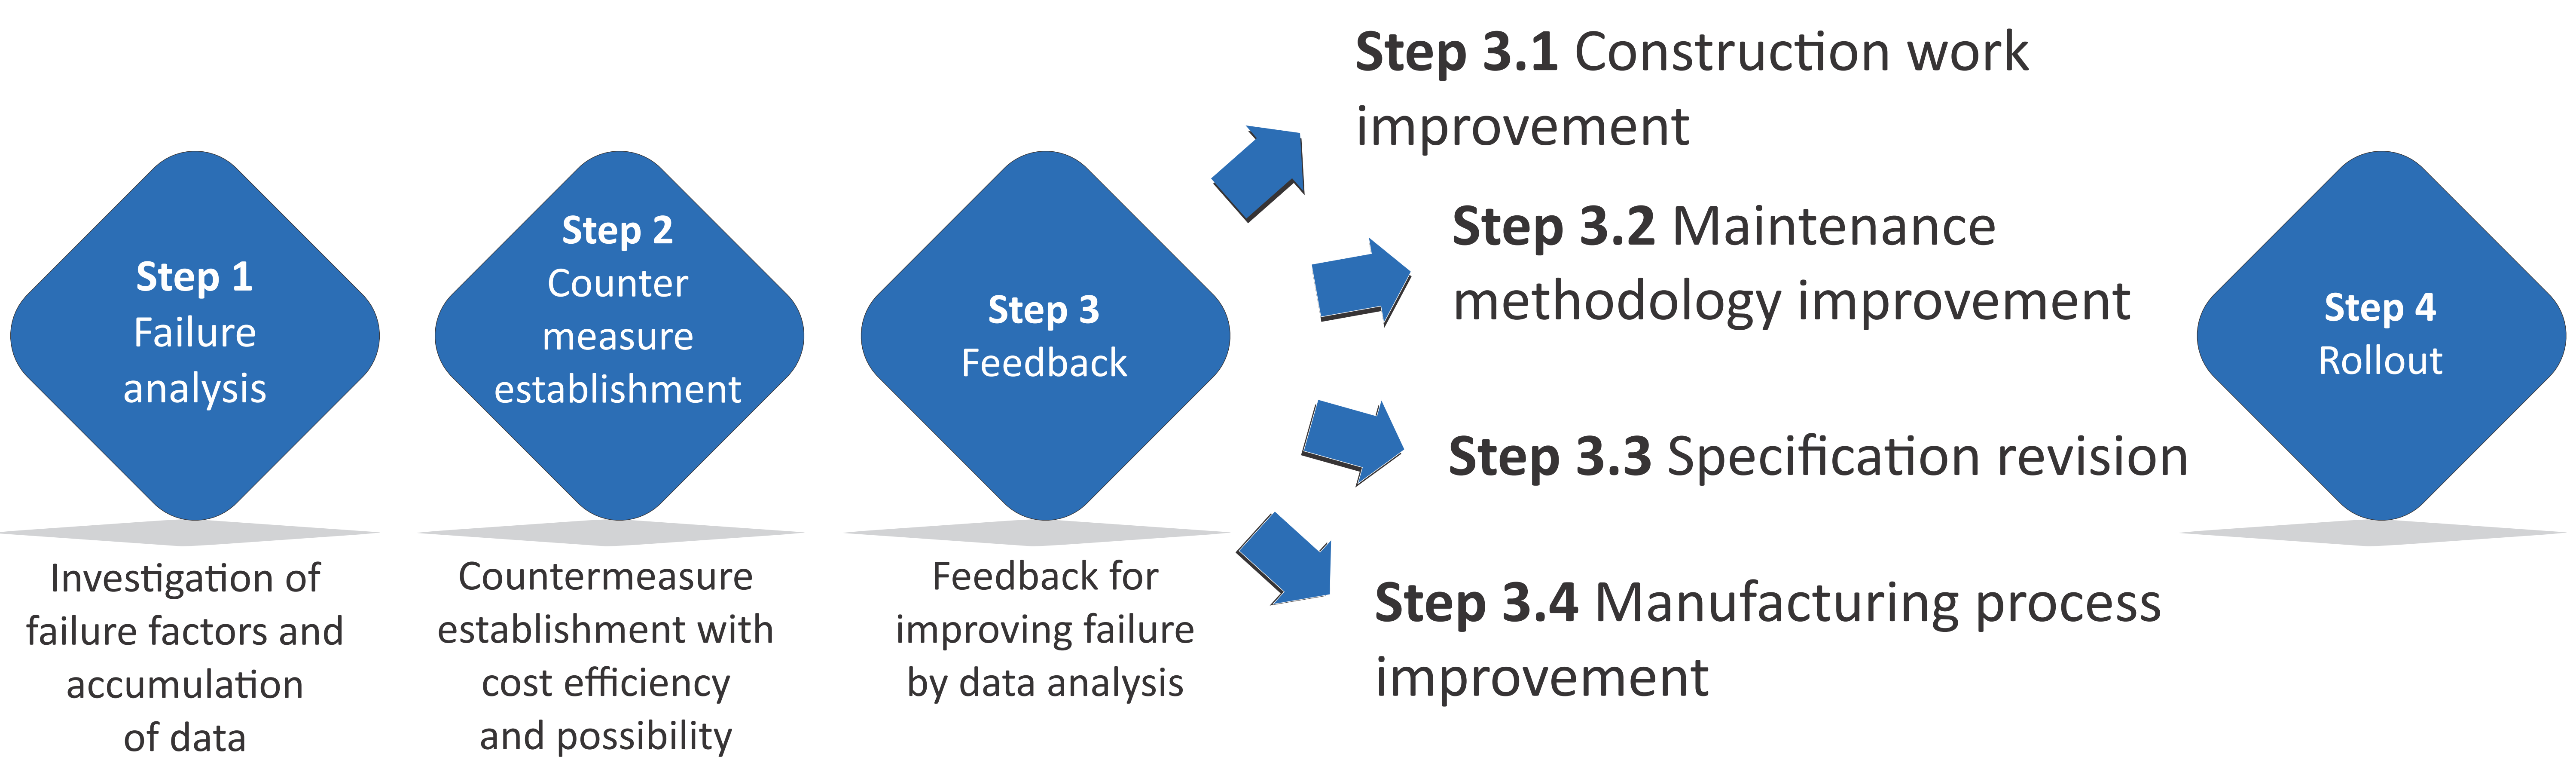 Step 1
Failure
analysis
Investigation of
failure factors and
accumulation
of data
Step 2
Counter
measure
establishment
Countermeasure
establishment with
cost efficiency
and possibility
Step 3
Feedback
Feedback for
improving failure
by data analysis
Step 3.1 Construction work
improvement
Step 3.2 Maintenance
methodology improvement
Step 3.3 Specification revision
Step 3.4 Manufacturing process
improvement
Step 4
Rollout